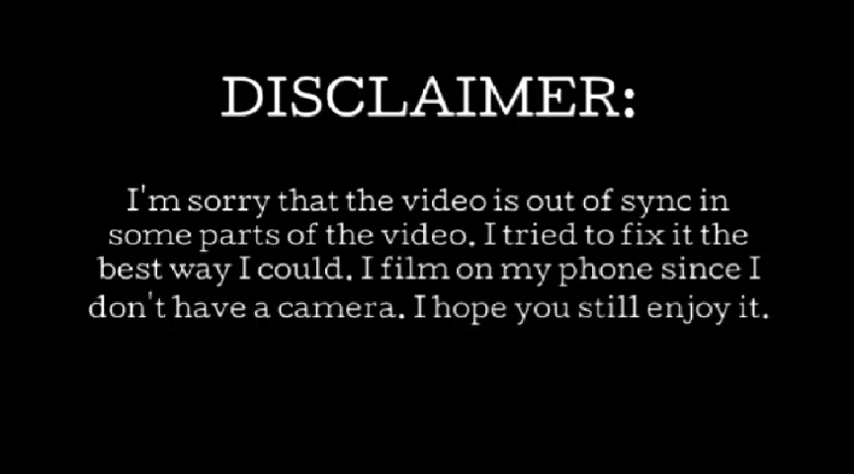 DISCLAIMER:
I'm sorry that the video is out of sync in
some parts of the video. I tried to fix it the
best way I could. I film on my phone since I
don't have a camera. I hope you still enjoy it.